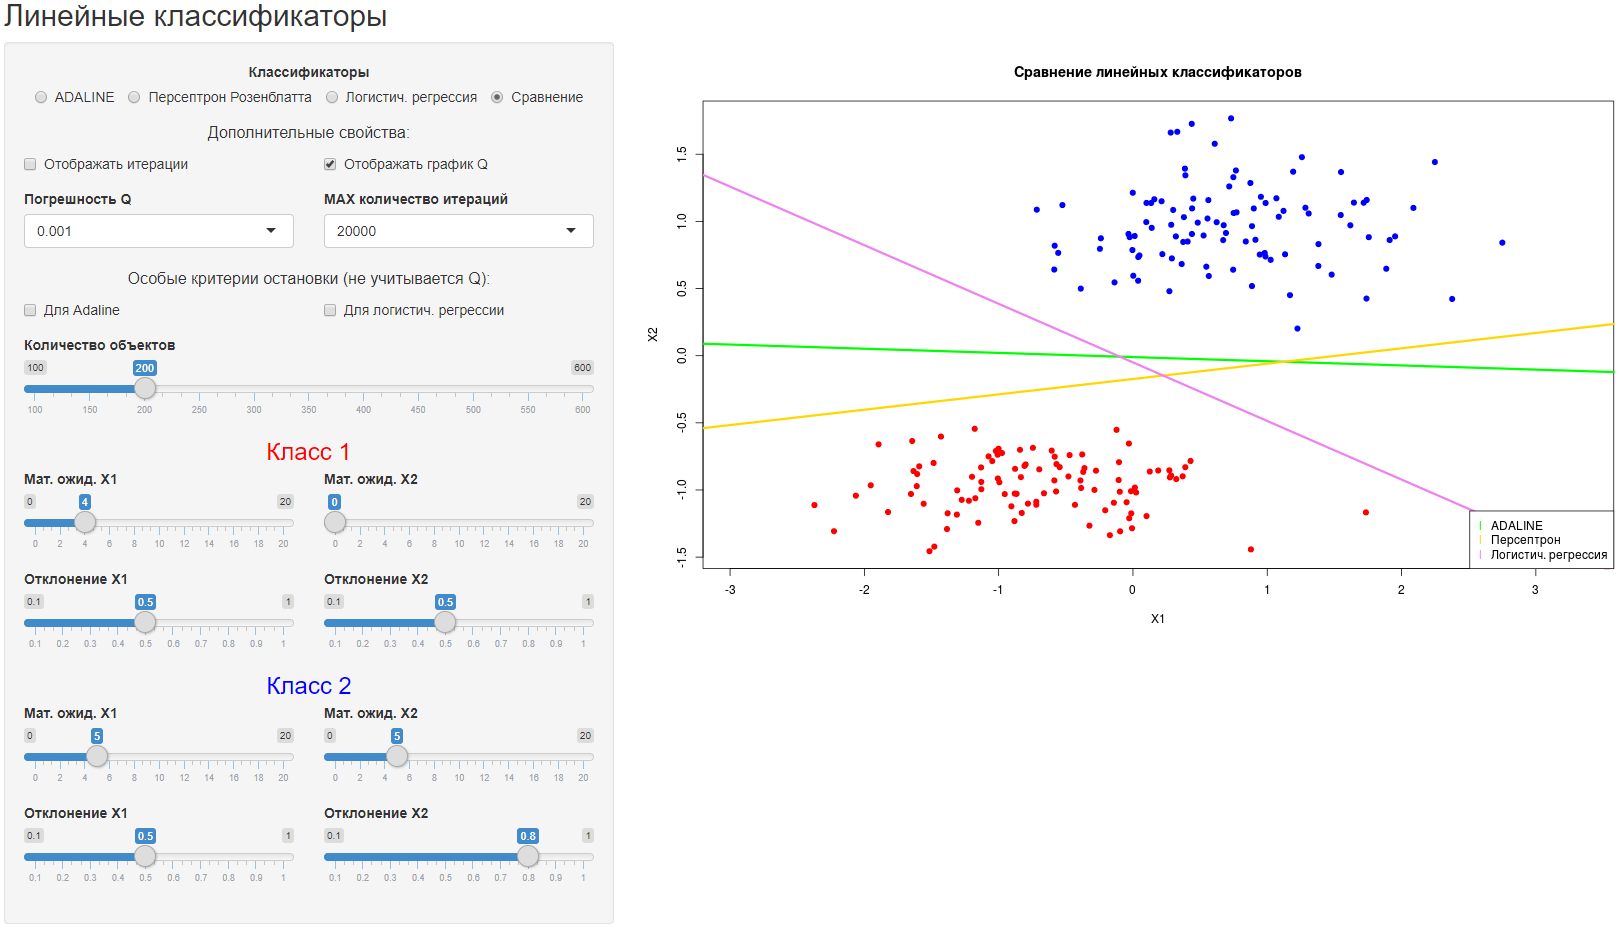 Линейные классификаторы
Классификаторы
ADALINE Персептрон Розенблатта Логистич. регрессия Сравнение
Дополнительные свойства:
Отображать итерации Отображать график Q
Погрешность Q MAX количество итераций
0.001 20000
Особые критерии остановки (не учитывается Q):
Для Adaline Для логистич. регрессии
Количество объектов
100 200 600
100 150 200 250 300 350 400 450 500 550 600
Класс 1
Мат. ожид. X1 Мат. ожид. X2
0 4 20 0 20
0 2 4 6 8 10 12 14 16 18 20 0 2 4 6 8 10 12 14 16 18 20
Отклонение X1 Отклонение X2
0.1 0.5 1 0.1 0.5 1
0.1 0.2 0.3 0.4 0.5 0.6 0.7 0.8 0.9 1 0.1 0.2 0.3 0.4 0.5 0.6 0.7 0.8 0.9 1
Класс 2
Мат. ожид. X1 Мат. ожид. X2
0 5 20 0 5 20
0 2 4 6 8 10 12 14 16 18 20 0 2 4 6 8 10 12 14 16 18 20
Отклонение X1 Отклонение X2
0.1 0.5 1 0.1 0.8 1
0.1 0.2 0.3 0.4 0.5 0.6 0.7 0.8 0.9 1 0.1 0.2 0.3 0.4 0.5 0.6 0.7 0.8 0.9 1
Сравнение линейных классификаторов
X2
1.5
1.0
0.5
0.0
-0.5
-1.0
-1.5
ADALINE
Персептрон
Логистич. регрессия
-3 -2 -1 0 1 2 3
X1